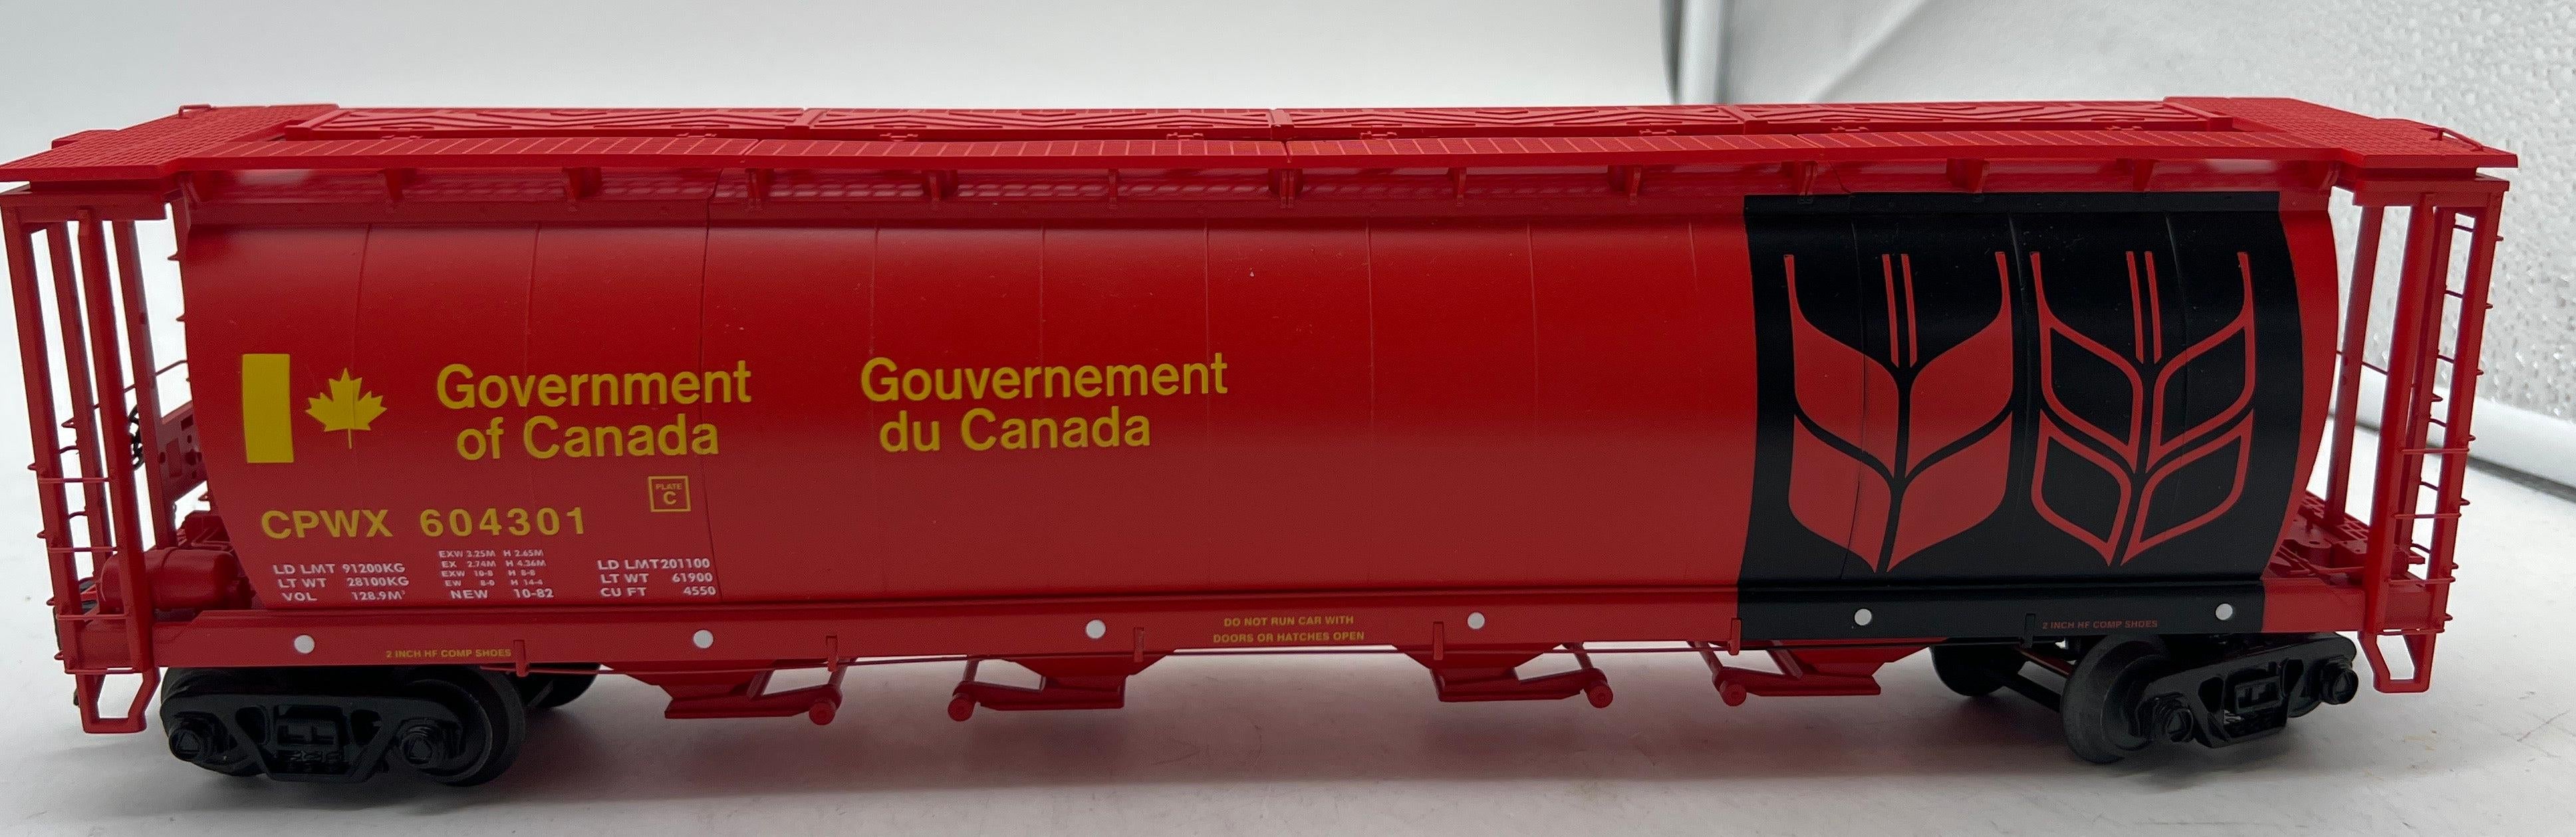 Government
of Canada
Gouvernement
du Canada
PLATE
C
CPWX 604301
LD LMT 91200KG
LT WT 28100KG
VOL 128.9M³
EXW 3.25M H 2.65M
EX 2.74M H 4.36M
EXW 10-8 H 8-8
EW 8-0 H 14-4
NEW 10-82
LD LMT201100
LT WT 61900
CU FT 4550
DO NOT RUN CAR WITH
DOORS OR HATCHES OPEN
2 INCH HF COMP SHOES
2 INCH HF COMP SHOES